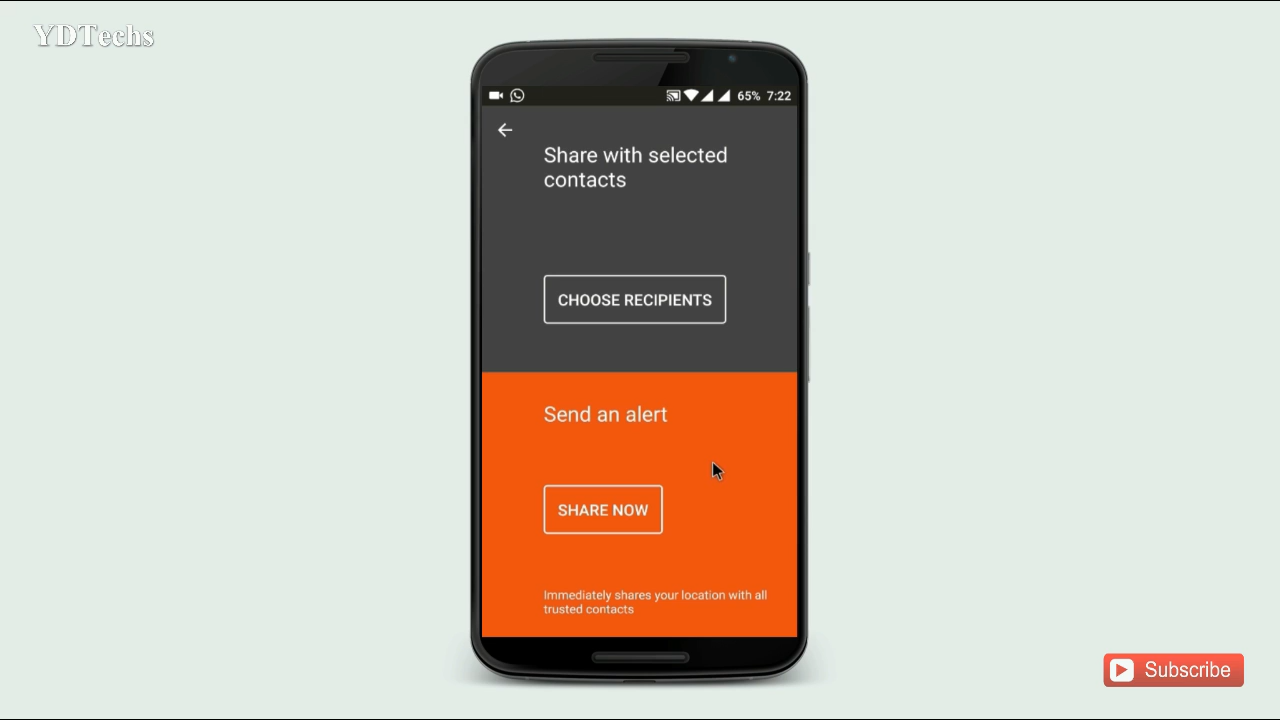 YDTechs
65% 7:22
Share with selected
contacts
CHOOSE RECIPIENTS
Send an alert
SHARE NOW
Immediately shares your location with all
trusted contacts
Subscribe